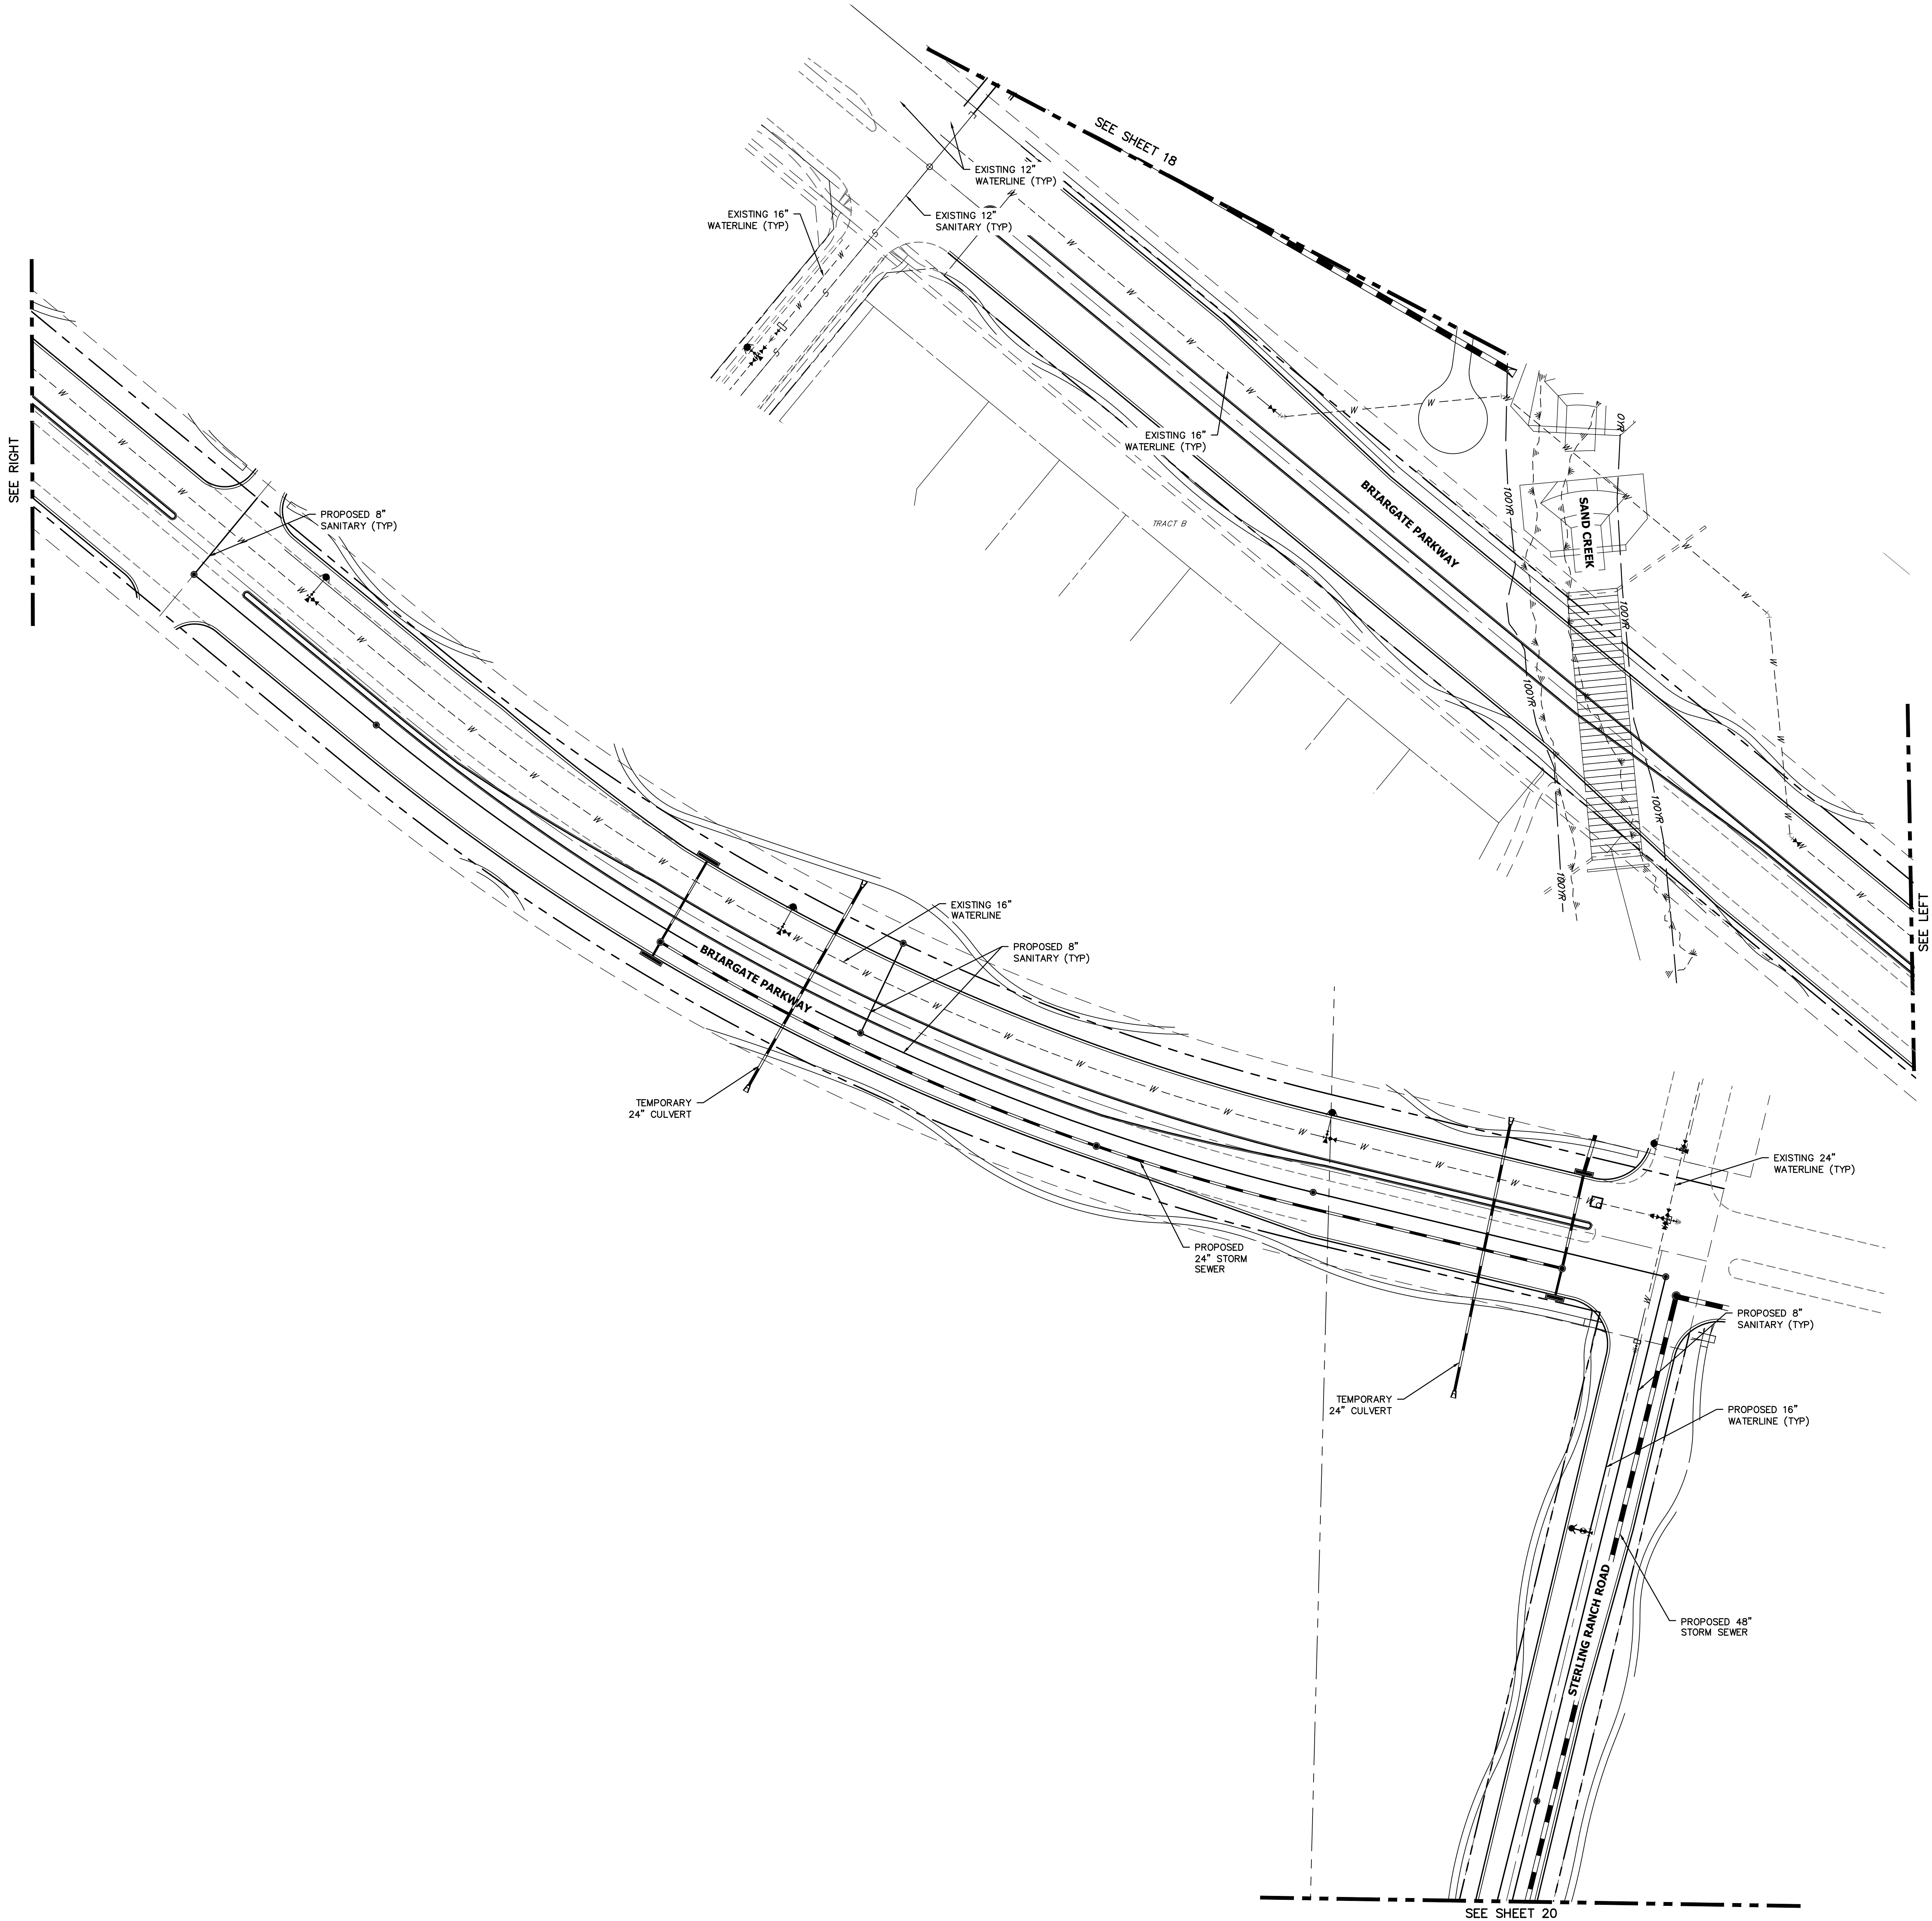 SEE SHEET 18
EXISTING 12"
WATERLINE (TYP)
EXISTING 16"
WATERLINE (TYP)
EXISTING 12"
SANITARY (TYP)
S
W
S
W
S
W
W
W
W
W
W
W
EXISTING 16"
WATERLINE (TYP)
BRIARGATE PARKWAY
SAND CREEK
TRACT B
0YR
100YR
100YR
100YR
100YR
100YR
W
W
W
W
W
W
W
W
W
SEE LEFT
SEE RIGHT
W
W
W
W
PROPOSED 8"
SANITARY (TYP)
W
W
W
W
W
W
W
W
W
EXISTING 16"
WATERLINE
PROPOSED 8"
SANITARY (TYP)
BRIARGATE PARKWAY
TEMPORARY
24" CULVERT
W
W
W
W
W
W
W
W
W
W
W
W
EXISTING 24"
WATERLINE (TYP)
PROPOSED
24" STORM
SEWER
W
PROPOSED 8"
SANITARY (TYP)
TEMPORARY
24" CULVERT
PROPOSED 16"
WATERLINE (TYP)
STERLING RANCH ROAD
PROPOSED 48"
STORM SEWER
SEE SHEET 20